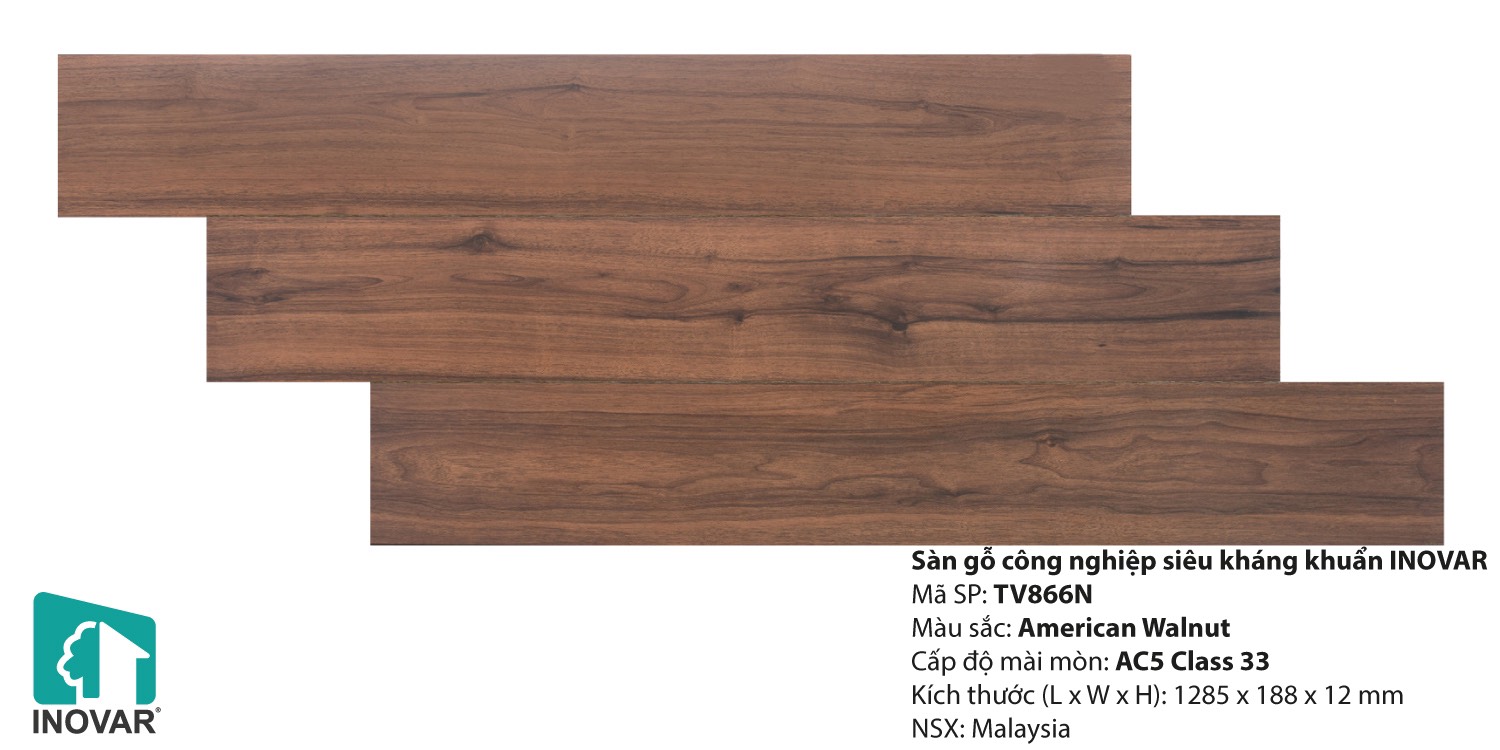 Sàn gỗ công nghiệp siêu kháng khuẩn INOVAR
Mã SP: TV866N
Màu sắc: American Walnut
Cấp độ mài mòn: AC5 Class 33
Kích thước (L x W x H): 1285 x 188 x 12 mm
NSX: Malaysia
INOVAR®